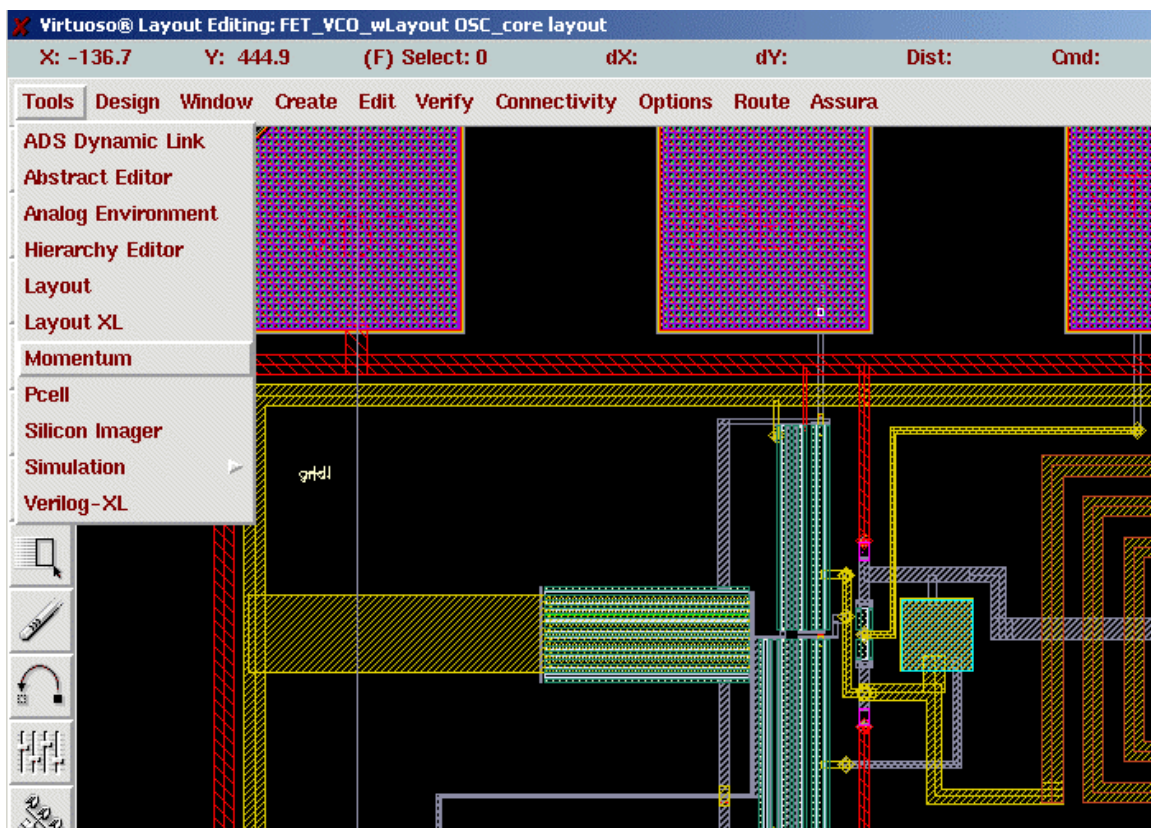 Virtuoso® Layout Editing: FET_VCO_wLayout OSC_core layout
X: -136.7 Y: 444.9 (F) Select: 0 dX: dY: Dist: Cmd:
Tools Design Window Create Edit Verify Connectivity Options Route Assura
ADS Dynamic Link
Abstract Editor
Analog Environment
Hierarchy Editor
Layout
Layout XL
Momentum
Pcell
Silicon Imager
Simulation
Verilog-XL
VPLUS